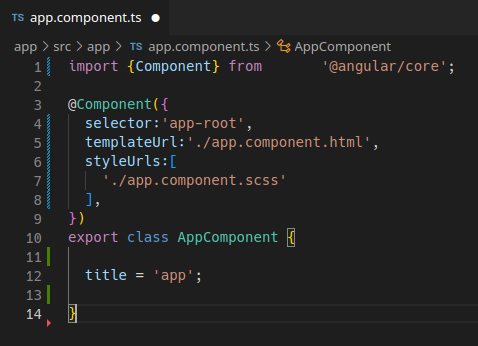 TS app.component.ts
app > src > app > TS app.component.ts > AppComponent
1 import {Component} from       '@angular/core';
2
3 @Component({
4   selector:'app-root',
5   templateUrl:'./app.component.html',
6   styleUrls:[
7     './app.component.scss'
8   ],
9 })
10 export class AppComponent {
11
12   title = 'app';
13
14 }